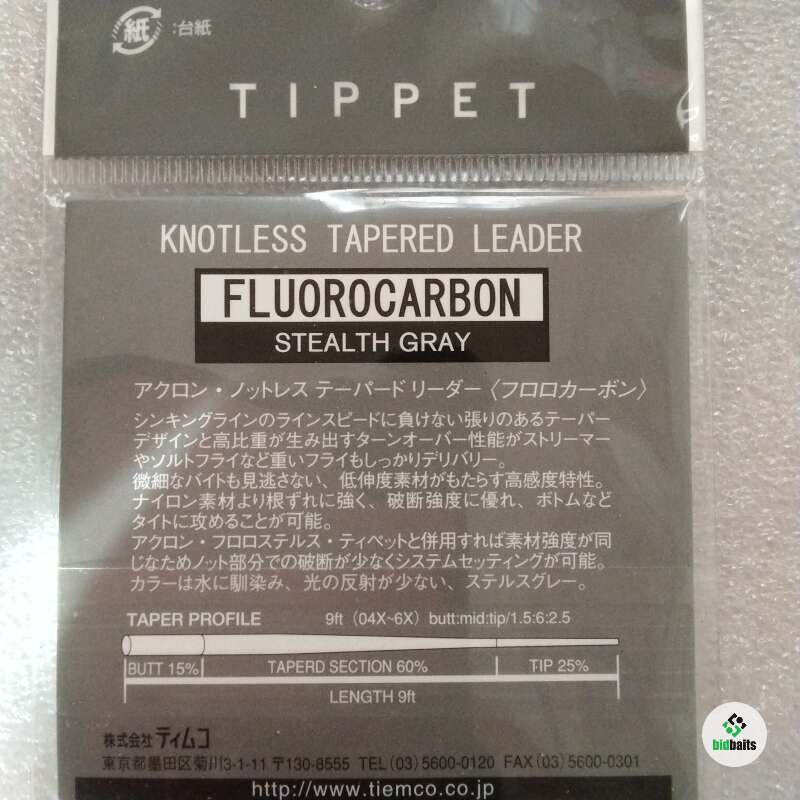 紙 :台紙
TIPPET
KNOTLESS TAPERED LEADER
FLUOROCARBON
STEALTH GRAY
アクロン・ノットレス テーパード リーダー〈フロロカーボン〉
シンキングラインのラインスピードに負けない張りのあるテーパー
デザインと高比重が生み出すターンオーバー性能がストリーマー
やソルトフライなど重いフライもしっかりデリバリー。
微細なバイトも見逃さない、低伸度素材がもたらす高感度特性。
ナイロン素材より根ずれに強く、破断強度に優れ、ボトムなど
タイトに攻めることが可能。
アクロン・フロロステルス・ティペットと併用すれば素材強度が同
じなためノット部分での破断が少なくシステムセッティングが可能。
カラーは水に馴染み、光の反射が少ない、ステルスグレー。
TAPER PROFILE 9ft (04X~6X) butt:mid:tip/1.5:6:2.5
BUTT 15% TAPERD SECTION 60% TIP 25%
LENGTH 9ft
株式会社 ティムコ
東京都墨田区菊川3-1-11 〒130-8555 TEL(03)5600-0120 FAX(03)5600-0301
http://www.tiemco.co.jp
bidbaits